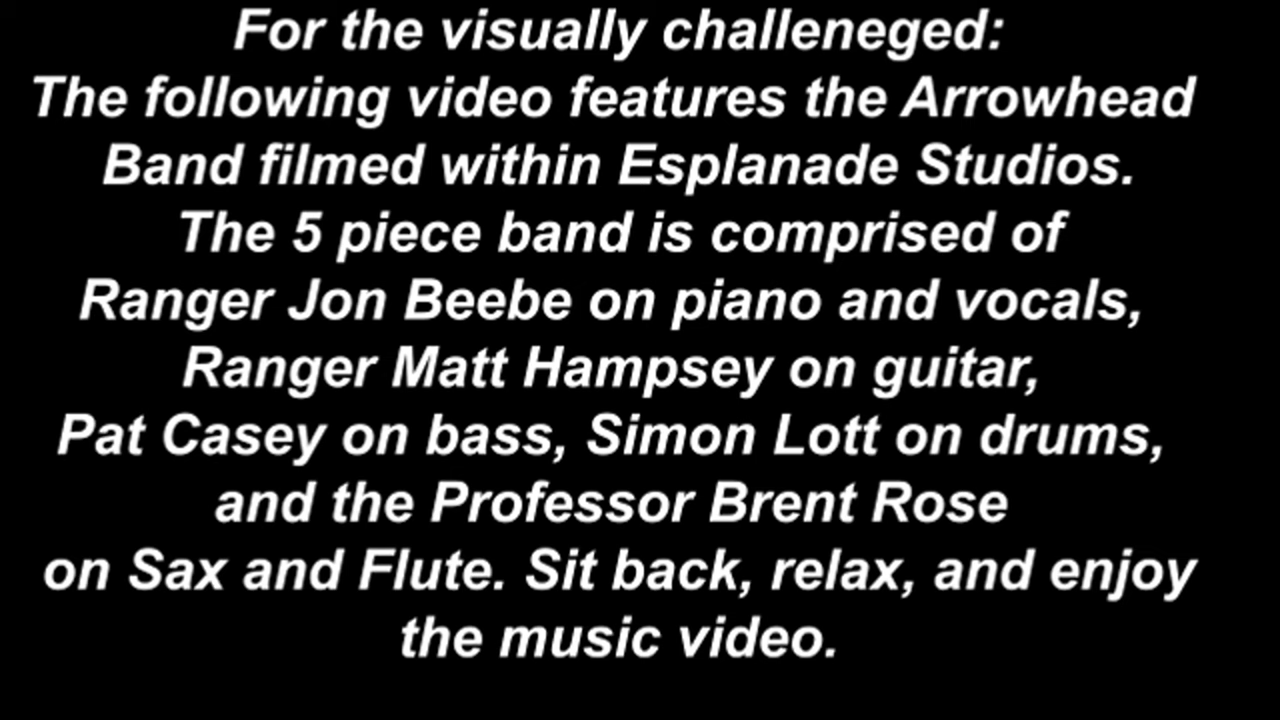 For the visually challeneged:
The following video features the Arrowhead
Band filmed within Esplanade Studios.
The 5 piece band is comprised of
Ranger Jon Beebe on piano and vocals,
Ranger Matt Hampsey on guitar,
Pat Casey on bass, Simon Lott on drums,
and the Professor Brent Rose
on Sax and Flute. Sit back, relax, and enjoy
the music video.